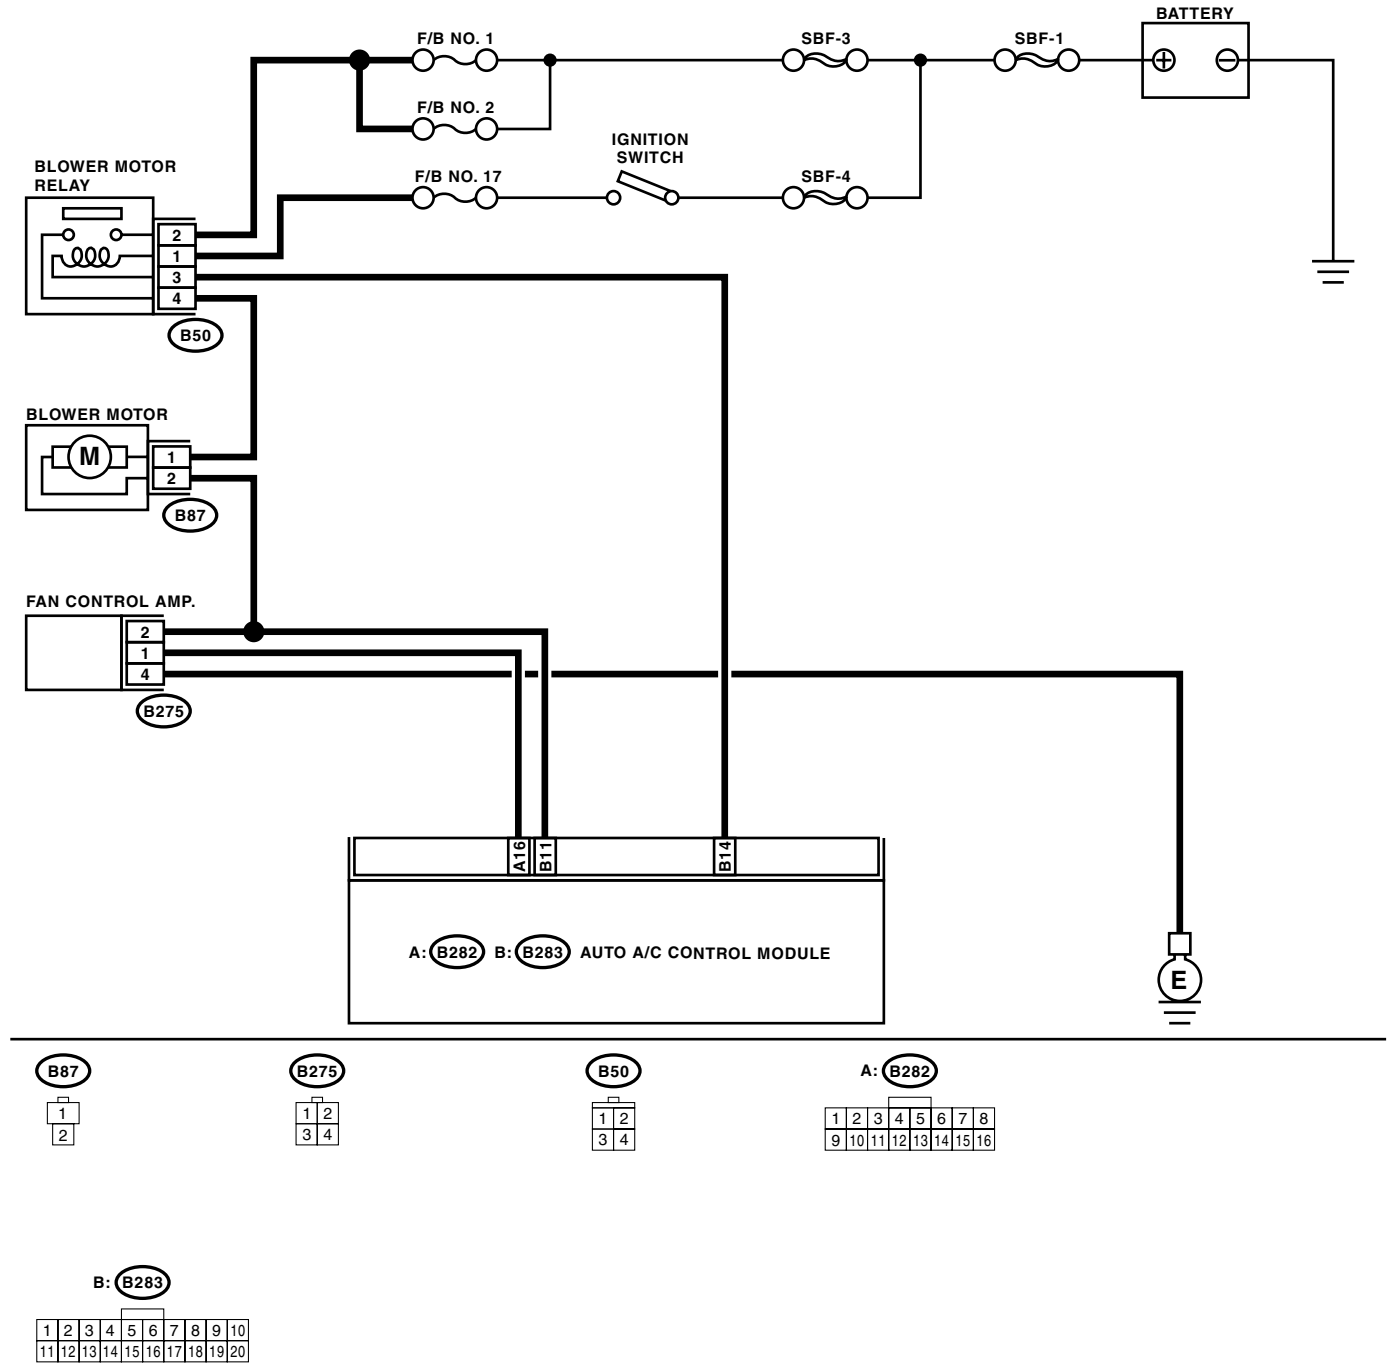 BATTERY
F/B NO. 1
SBF-3
SBF-1
F/B NO. 2
IGNITION
SWITCH
F/B NO. 17
SBF-4
BLOWER MOTOR
RELAY
2
1
3
4
B50
BLOWER MOTOR
M
1
2
B87
FAN CONTROL AMP.
2
1
4
B275
A16
B11
B14
A: B282 B: B283 AUTO A/C CONTROL MODULE
E
B87
1
2
B275
1 2
3 4
B50
1 2
3 4
A: B282
1 2 3 4 5 6 7 8
9 10 11 12 13 14 15 16
B: B283
1 2 3 4 5 6 7 8 9 10
11 12 13 14 15 16 17 18 19 20